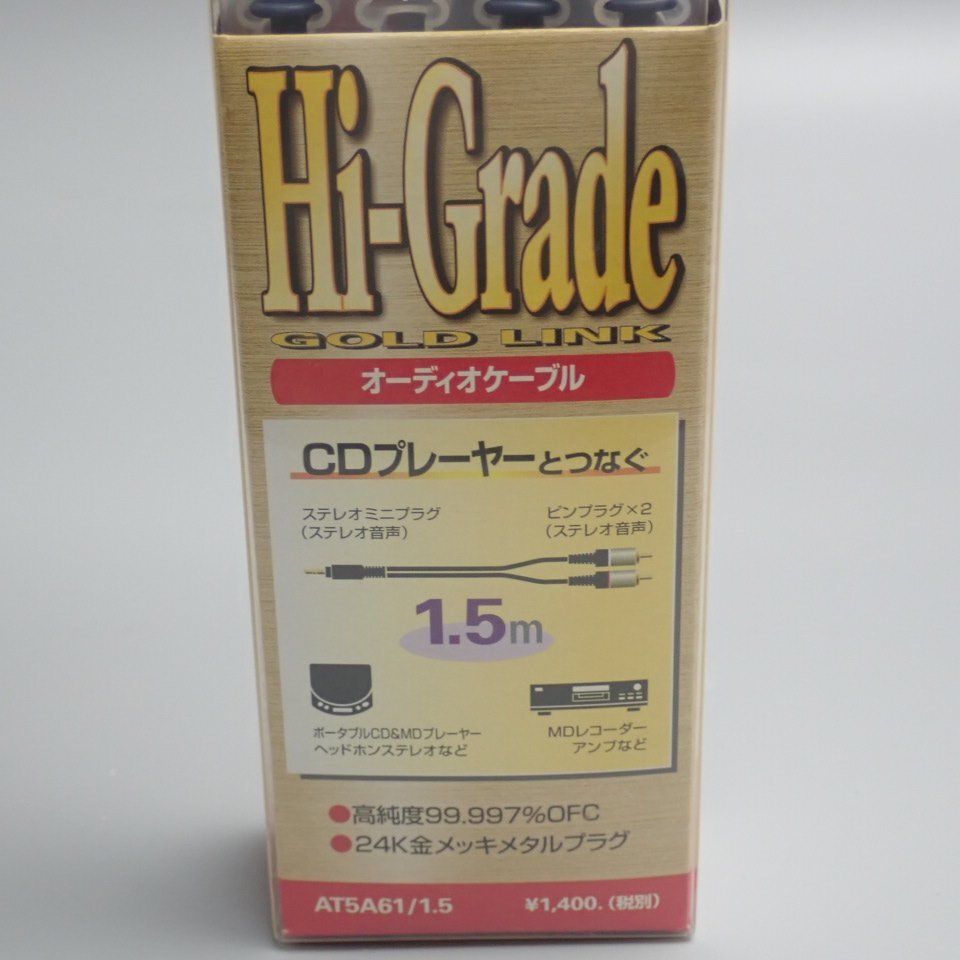 Hi-Grade
GOLD LINK
オーディオケーブル
CDプレーヤーとつなぐ
ステレオミニプラグ
(ステレオ音声)
ピンプラグ×2
(ステレオ音声)
1.5m
ポータブルCD&MDプレーヤー
ヘッドホンステレオなど
MDレコーダー
アンプなど
●高純度99.997%OFC
●24K金メッキメタルプラグ
AT5A61/1.5 ¥1,400.(税別)